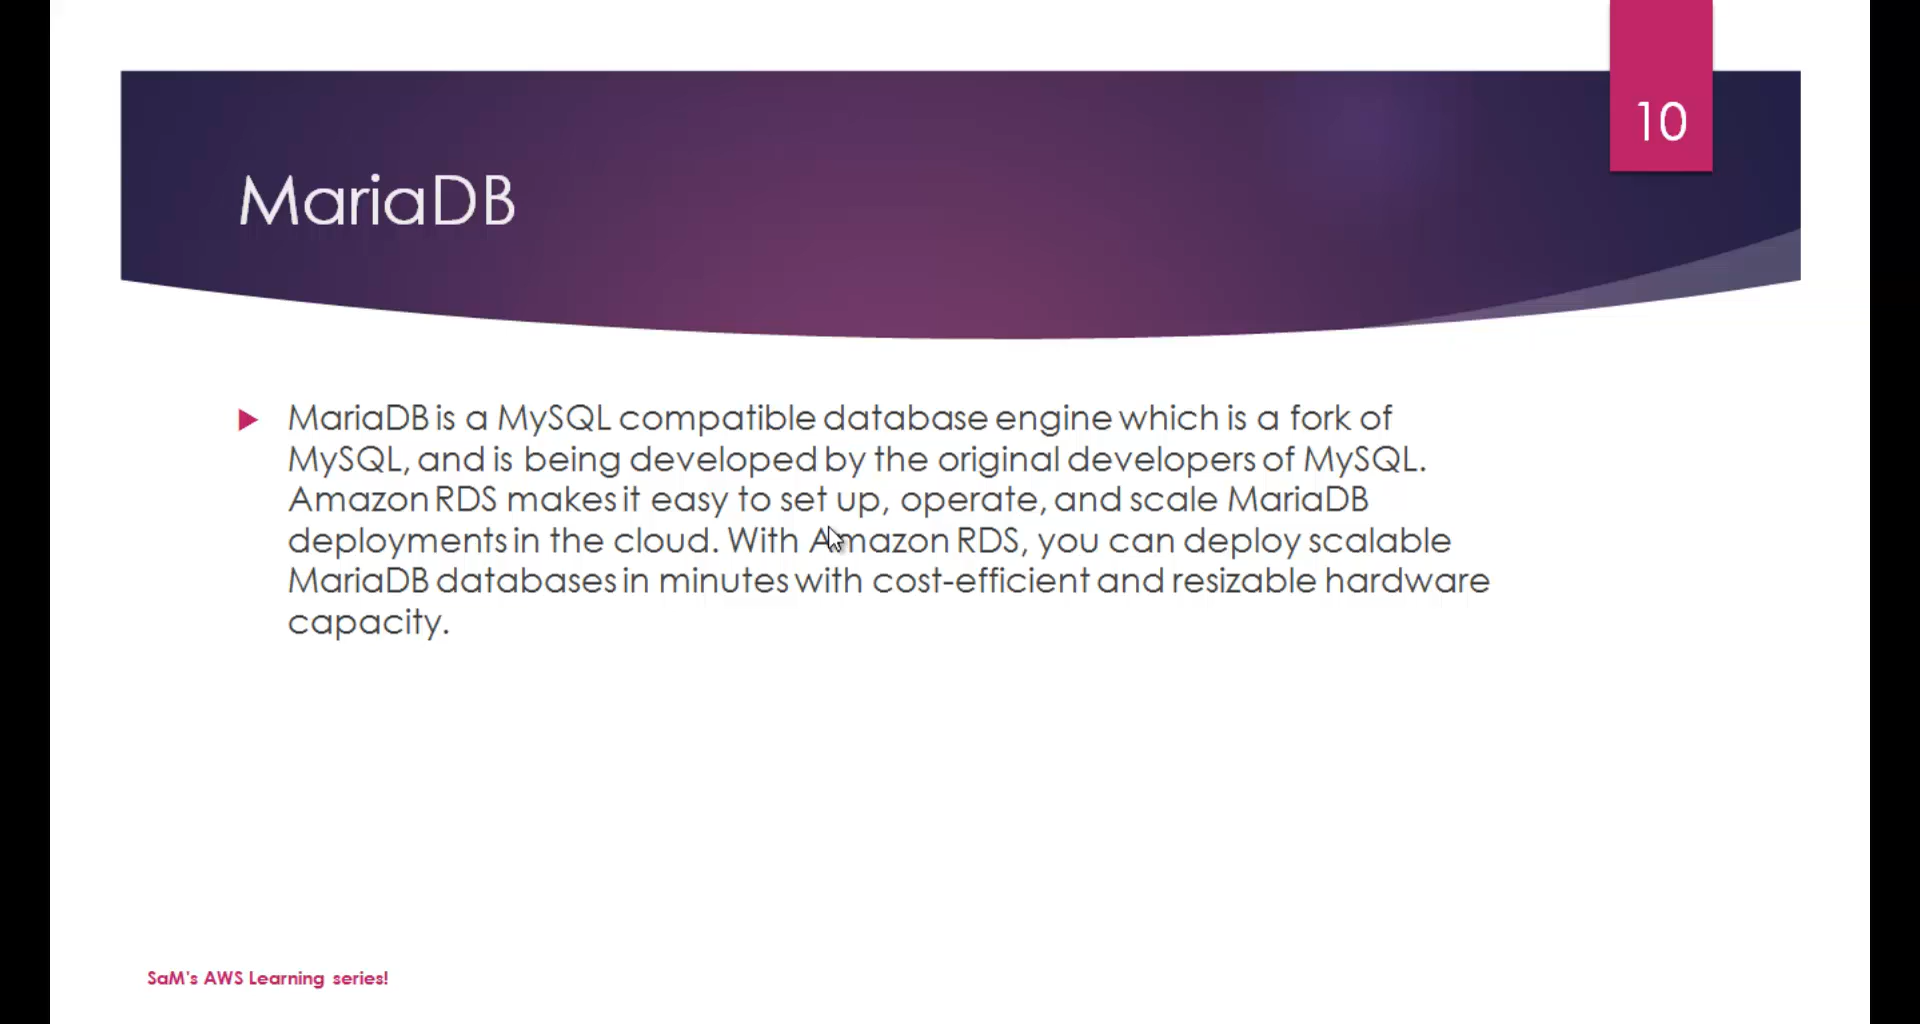 10
MariaDB
MariaDB is a MySQL compatible database engine which is a fork of
MySQL, and is being developed by the original developers of MySQL.
Amazon RDS makes it easy to set up, operate, and scale MariaDB
deployments in the cloud. With Amazon RDS, you can deploy scalable
MariaDB databases in minutes with cost-efficient and resizable hardware
capacity.
SaM's AWS Learning series!